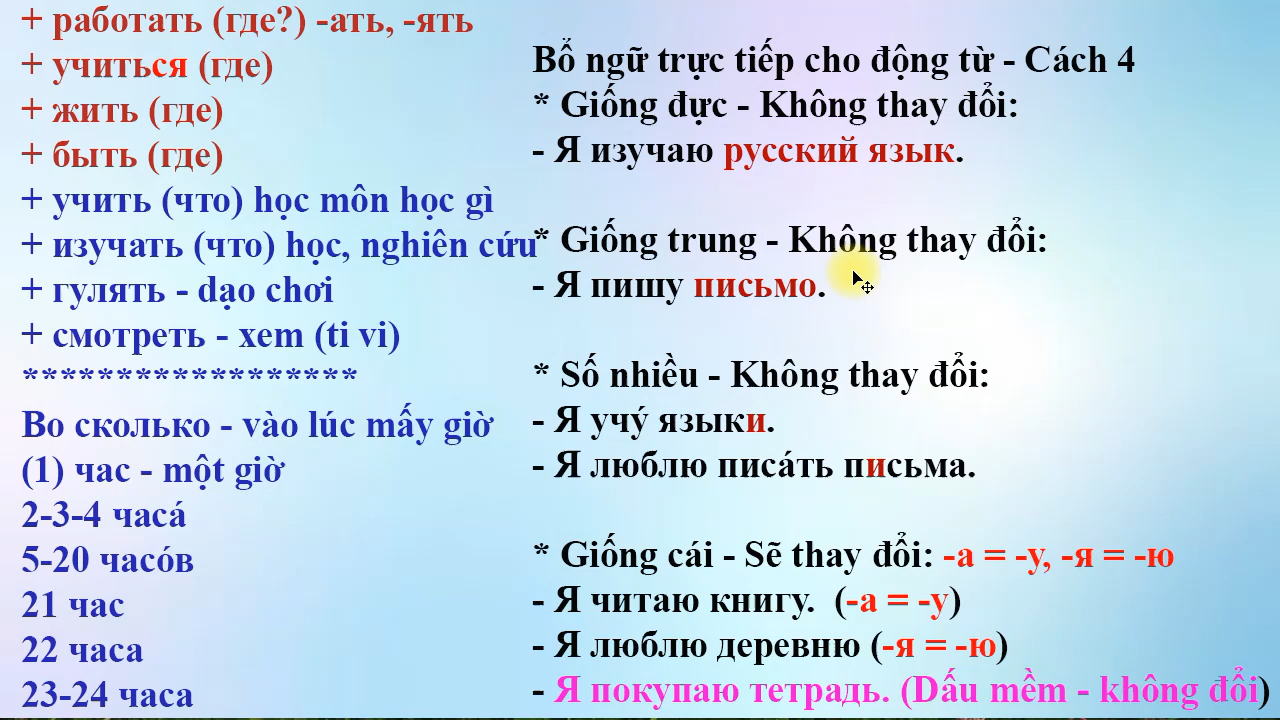 + работать (где?) -ать, -ять
+ учиться (где)
+ жить (где)
+ быть (где)
+ учить (что) học môn học gì
+ изучать (что) học, nghiên cứu
+ гулять - dạo chơi
+ смотреть - xem (ti vi)
******************
Во сколько - vào lúc mấy giờ
(1) час - một giờ
2-3-4 часа́
5-20 часо́в
21 час
22 часа
23-24 часа
Bổ ngữ trực tiếp cho động từ - Cách 4
* Giống đực - Không thay đổi:
- Я изучаю русский язык.
* Giống trung - Không thay đổi:
- Я пишу письмо.
* Số nhiều - Không thay đổi:
- Я учу́ языки.
- Я люблю писа́ть письма.
* Giống cái - Sẽ thay đổi: -а = -у, -я = -ю
- Я читаю книгу. (-а = -у)
- Я люблю деревню (-я = -ю)
- Я покупаю тетрадь. (Dấu mềm - không đổi)